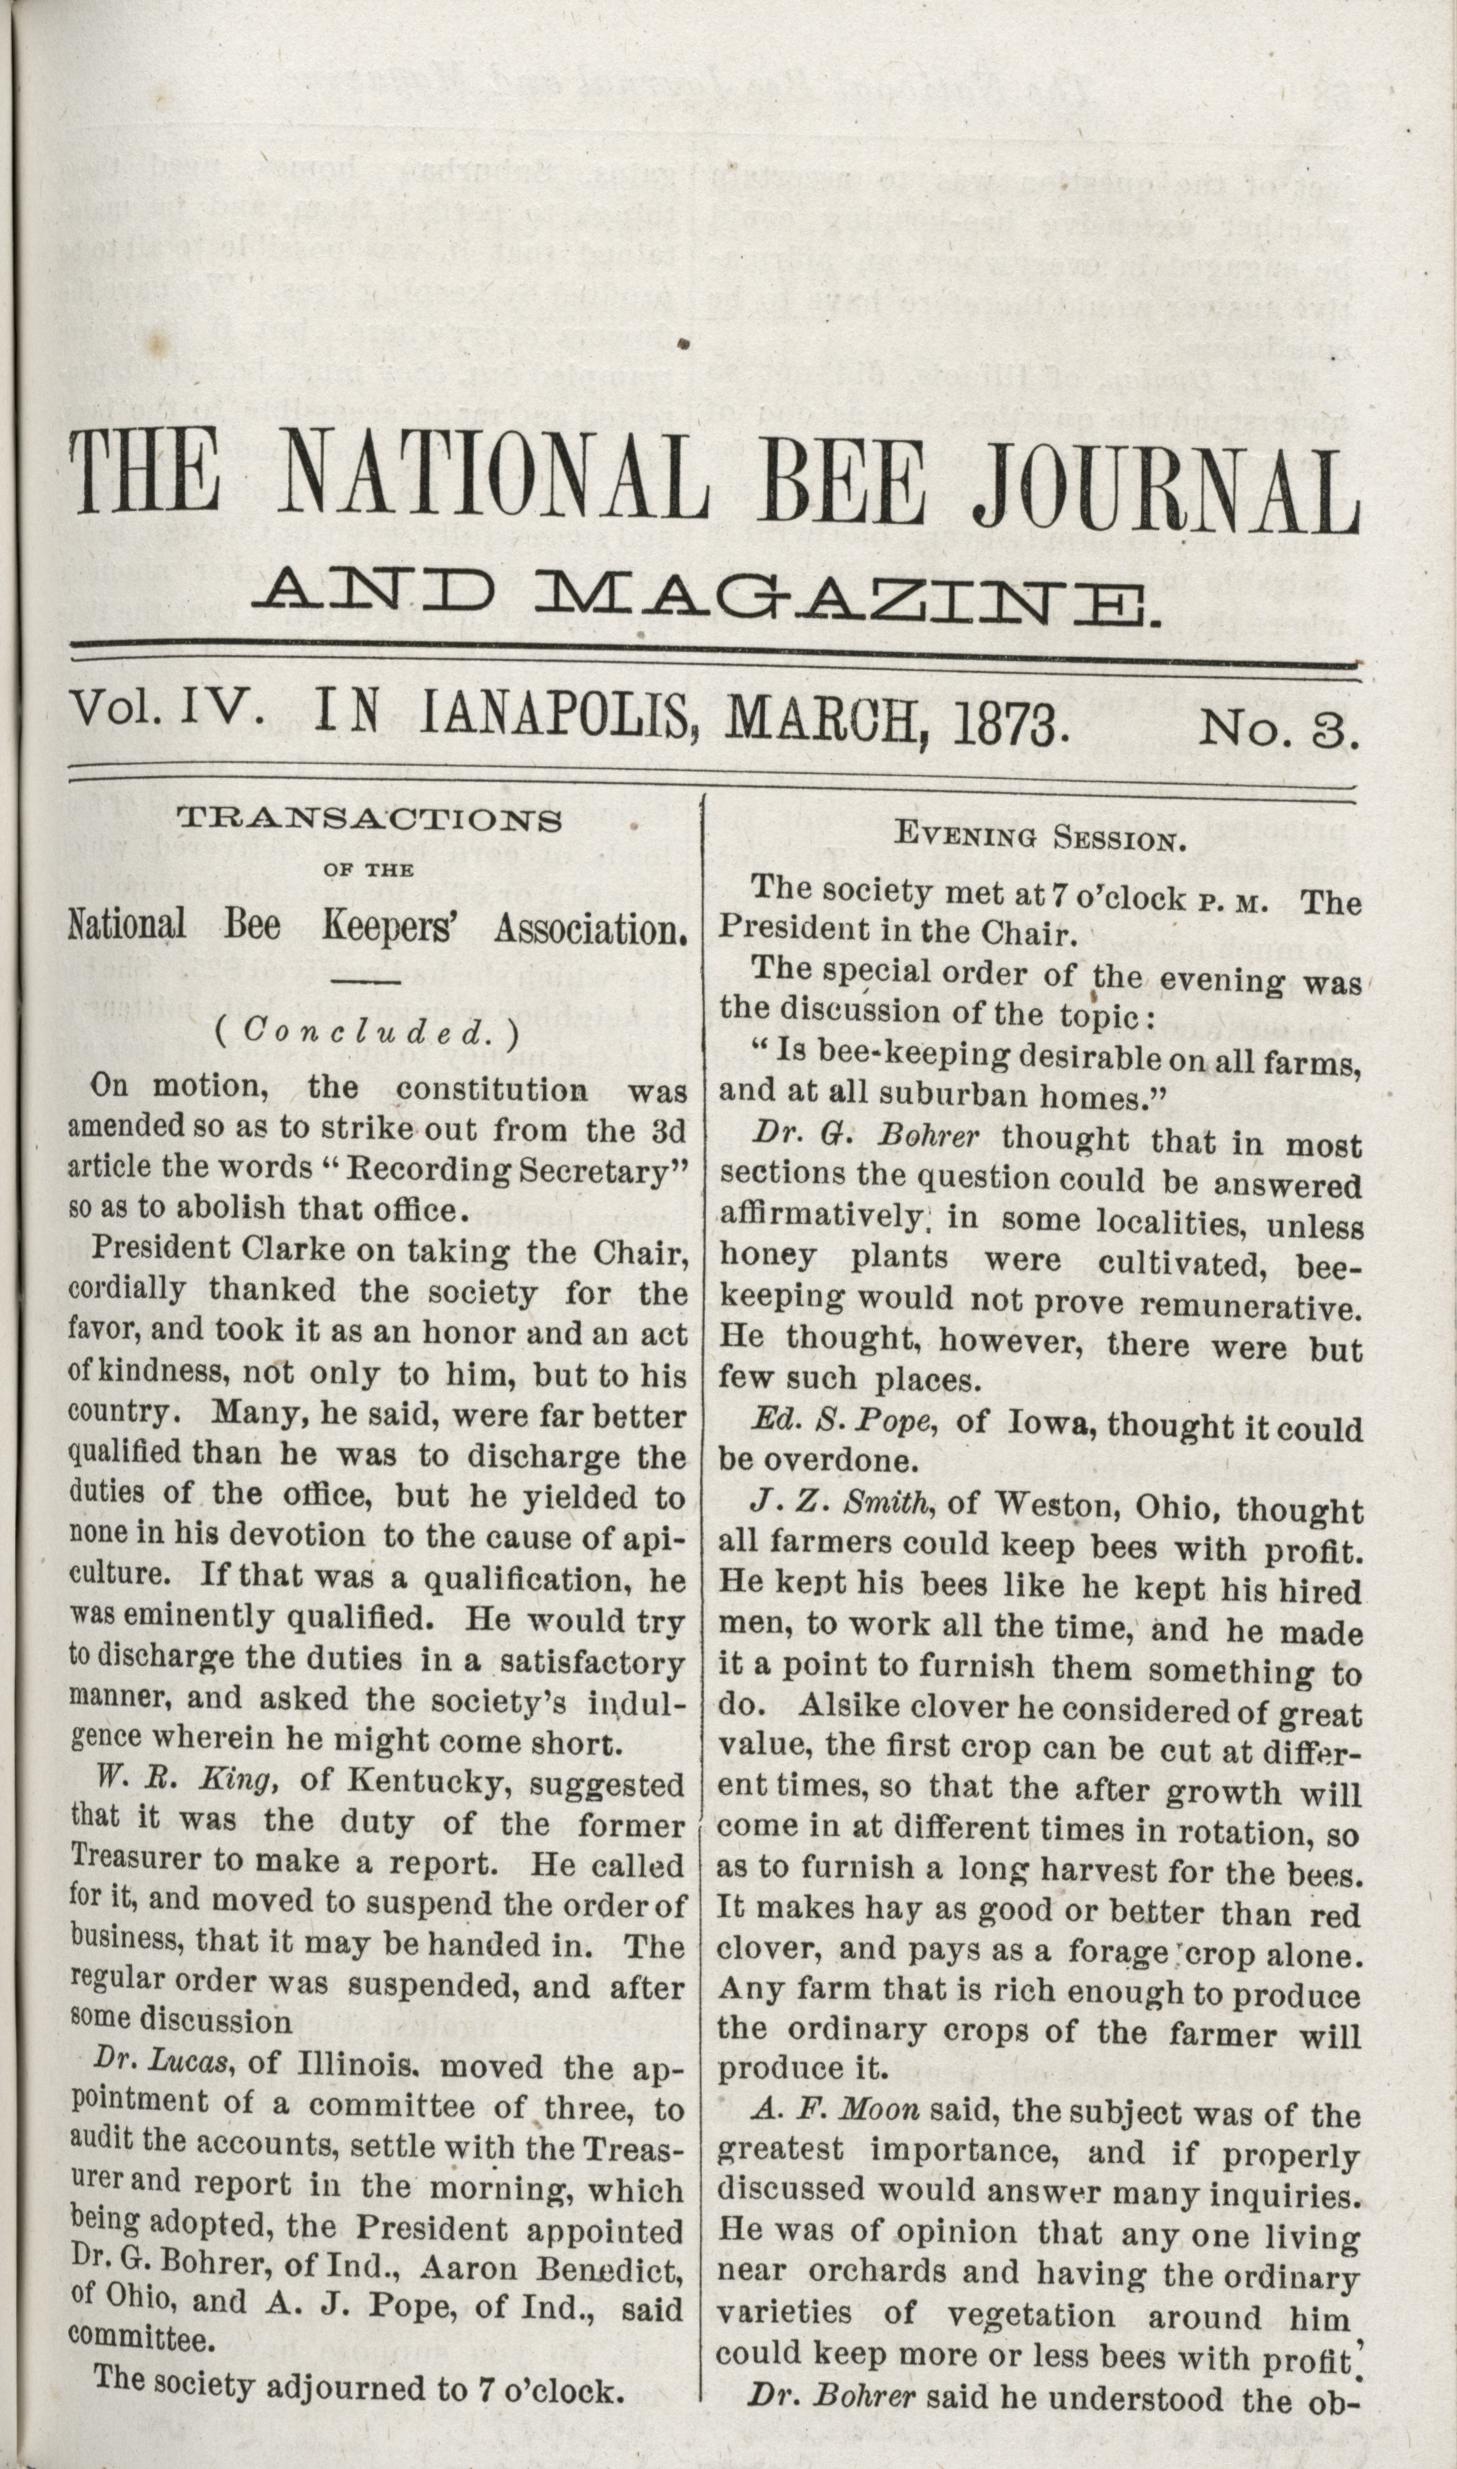 THE NATIONAL BEE JOURNAL
AND MAGAZINE.
Vol. IV. IN IANAPOLIS, MARCH, 1873. No. 3.
TRANSACTIONS
OF THE
National Bee Keepers' Association.
(Concluded.)
On motion, the constitution was
amended so as to strike out from the 3d
article the words “Recording Secretary”
so as to abolish that office.
President Clarke on taking the Chair,
cordially thanked the society for the
favor, and took it as an honor and an act
of kindness, not only to him, but to his
country. Many, he said, were far better
qualified than he was to discharge the
duties of the office, but he yielded to
none in his devotion to the cause of api-
culture. If that was a qualification, he
was eminently qualified. He would try
to discharge the duties in a satisfactory
manner, and asked the society's indul-
gence wherein he might come short.
W. R. King, of Kentucky, suggested
that it was the duty of the former
Treasurer to make a report. He called
for it, and moved to suspend the order of
business, that it may be handed in. The
regular order was suspended, and after
some discussion
Dr. Lucas, of Illinois. moved the ap-
pointment of a committee of three, to
audit the accounts, settle with the Treas-
urer and report in the morning, which
being adopted, the President appointed
Dr. G. Bohrer, of Ind., Aaron Benedict,
of Ohio, and A. J. Pope, of Ind., said
committee.
The society adjourned to 7 o'clock.
EVENING SESSION.
The society met at 7 o'clock P. M. The
President in the Chair.
The special order of the evening was
the discussion of the topic:
“Is bee-keeping desirable on all farms,
and at all suburban homes.”
Dr. G. Bohrer thought that in most
sections the question could be answered
affirmatively; in some localities, unless
honey plants were cultivated, bee-
keeping would not prove remunerative.
He thought, however, there were but
few such places.
Ed. S. Pope, of Iowa, thought it could
be overdone.
J. Z. Smith, of Weston, Ohio, thought
all farmers could keep bees with profit.
He kept his bees like he kept his hired
men, to work all the time, and he made
it a point to furnish them something to
do. Alsike clover he considered of great
value, the first crop can be cut at differ-
ent times, so that the after growth will
come in at different times in rotation, so
as to furnish a long harvest for the bees.
It makes hay as good or better than red
clover, and pays as a forage crop alone.
Any farm that is rich enough to produce
the ordinary crops of the farmer will
produce it.
A. F. Moon said, the subject was of the
greatest importance, and if properly
discussed would answer many inquiries.
He was of opinion that any one living
near orchards and having the ordinary
varieties of vegetation around him,
could keep more or less bees with profit.
Dr. Bohrer said he understood the ob-